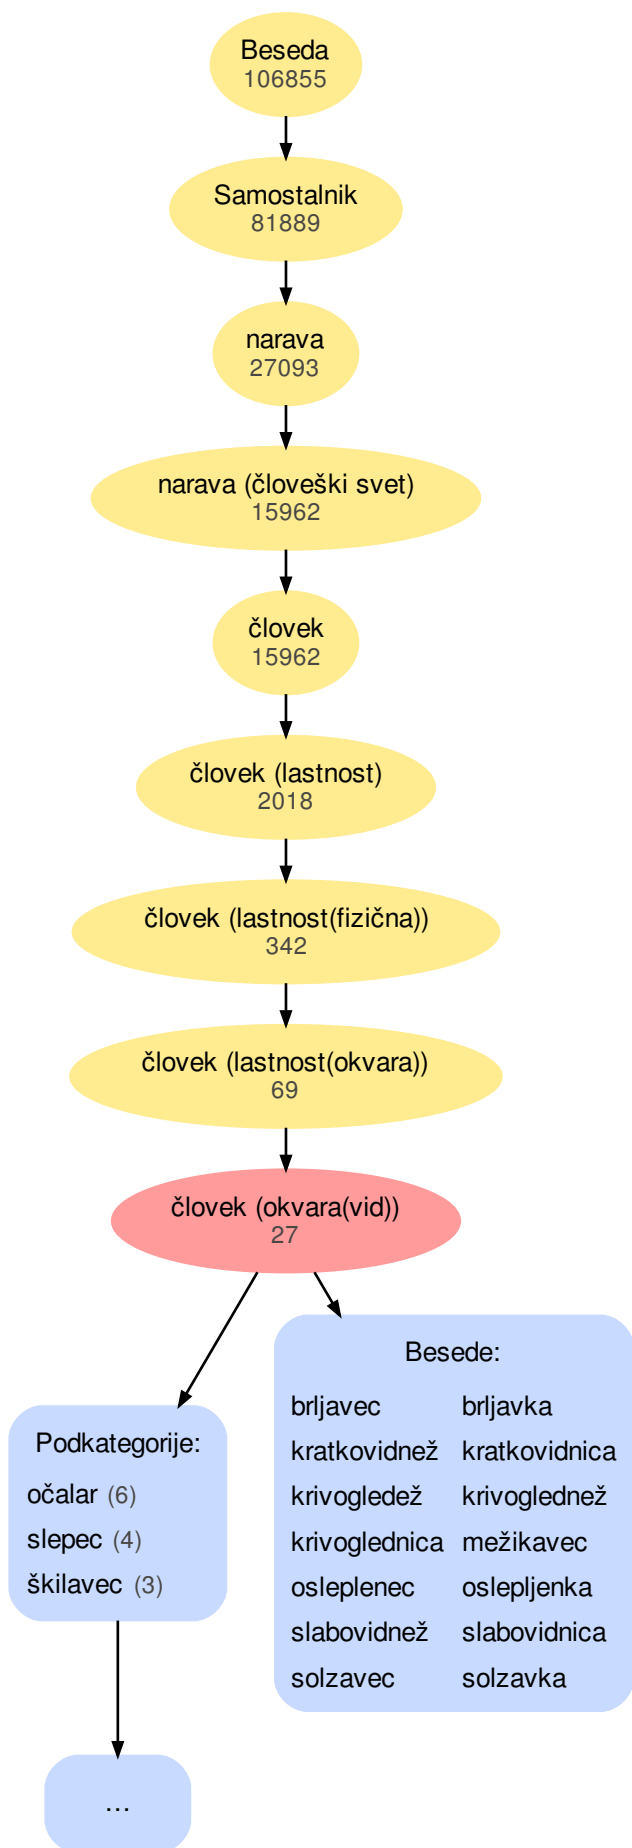 Beseda
106855
Samostalnik
81889
narava
27093
narava (človeški svet)
15962
človek
15962
človek (lastnost)
2018
človek (lastnost(fizična))
342
človek (lastnost(okvara))
69
človek (okvara(vid))
27
Podkategorije:
očalar (6)
slepec (4)
škilavec (3)
...
Besede:
brljavec brljavka
kratkovidnež kratkovidnica
krivogledež krivoglednež
krivoglednica mežikavec
osleplenec oslepljenka
slabovidnež slabovidnica
solzavec solzavka